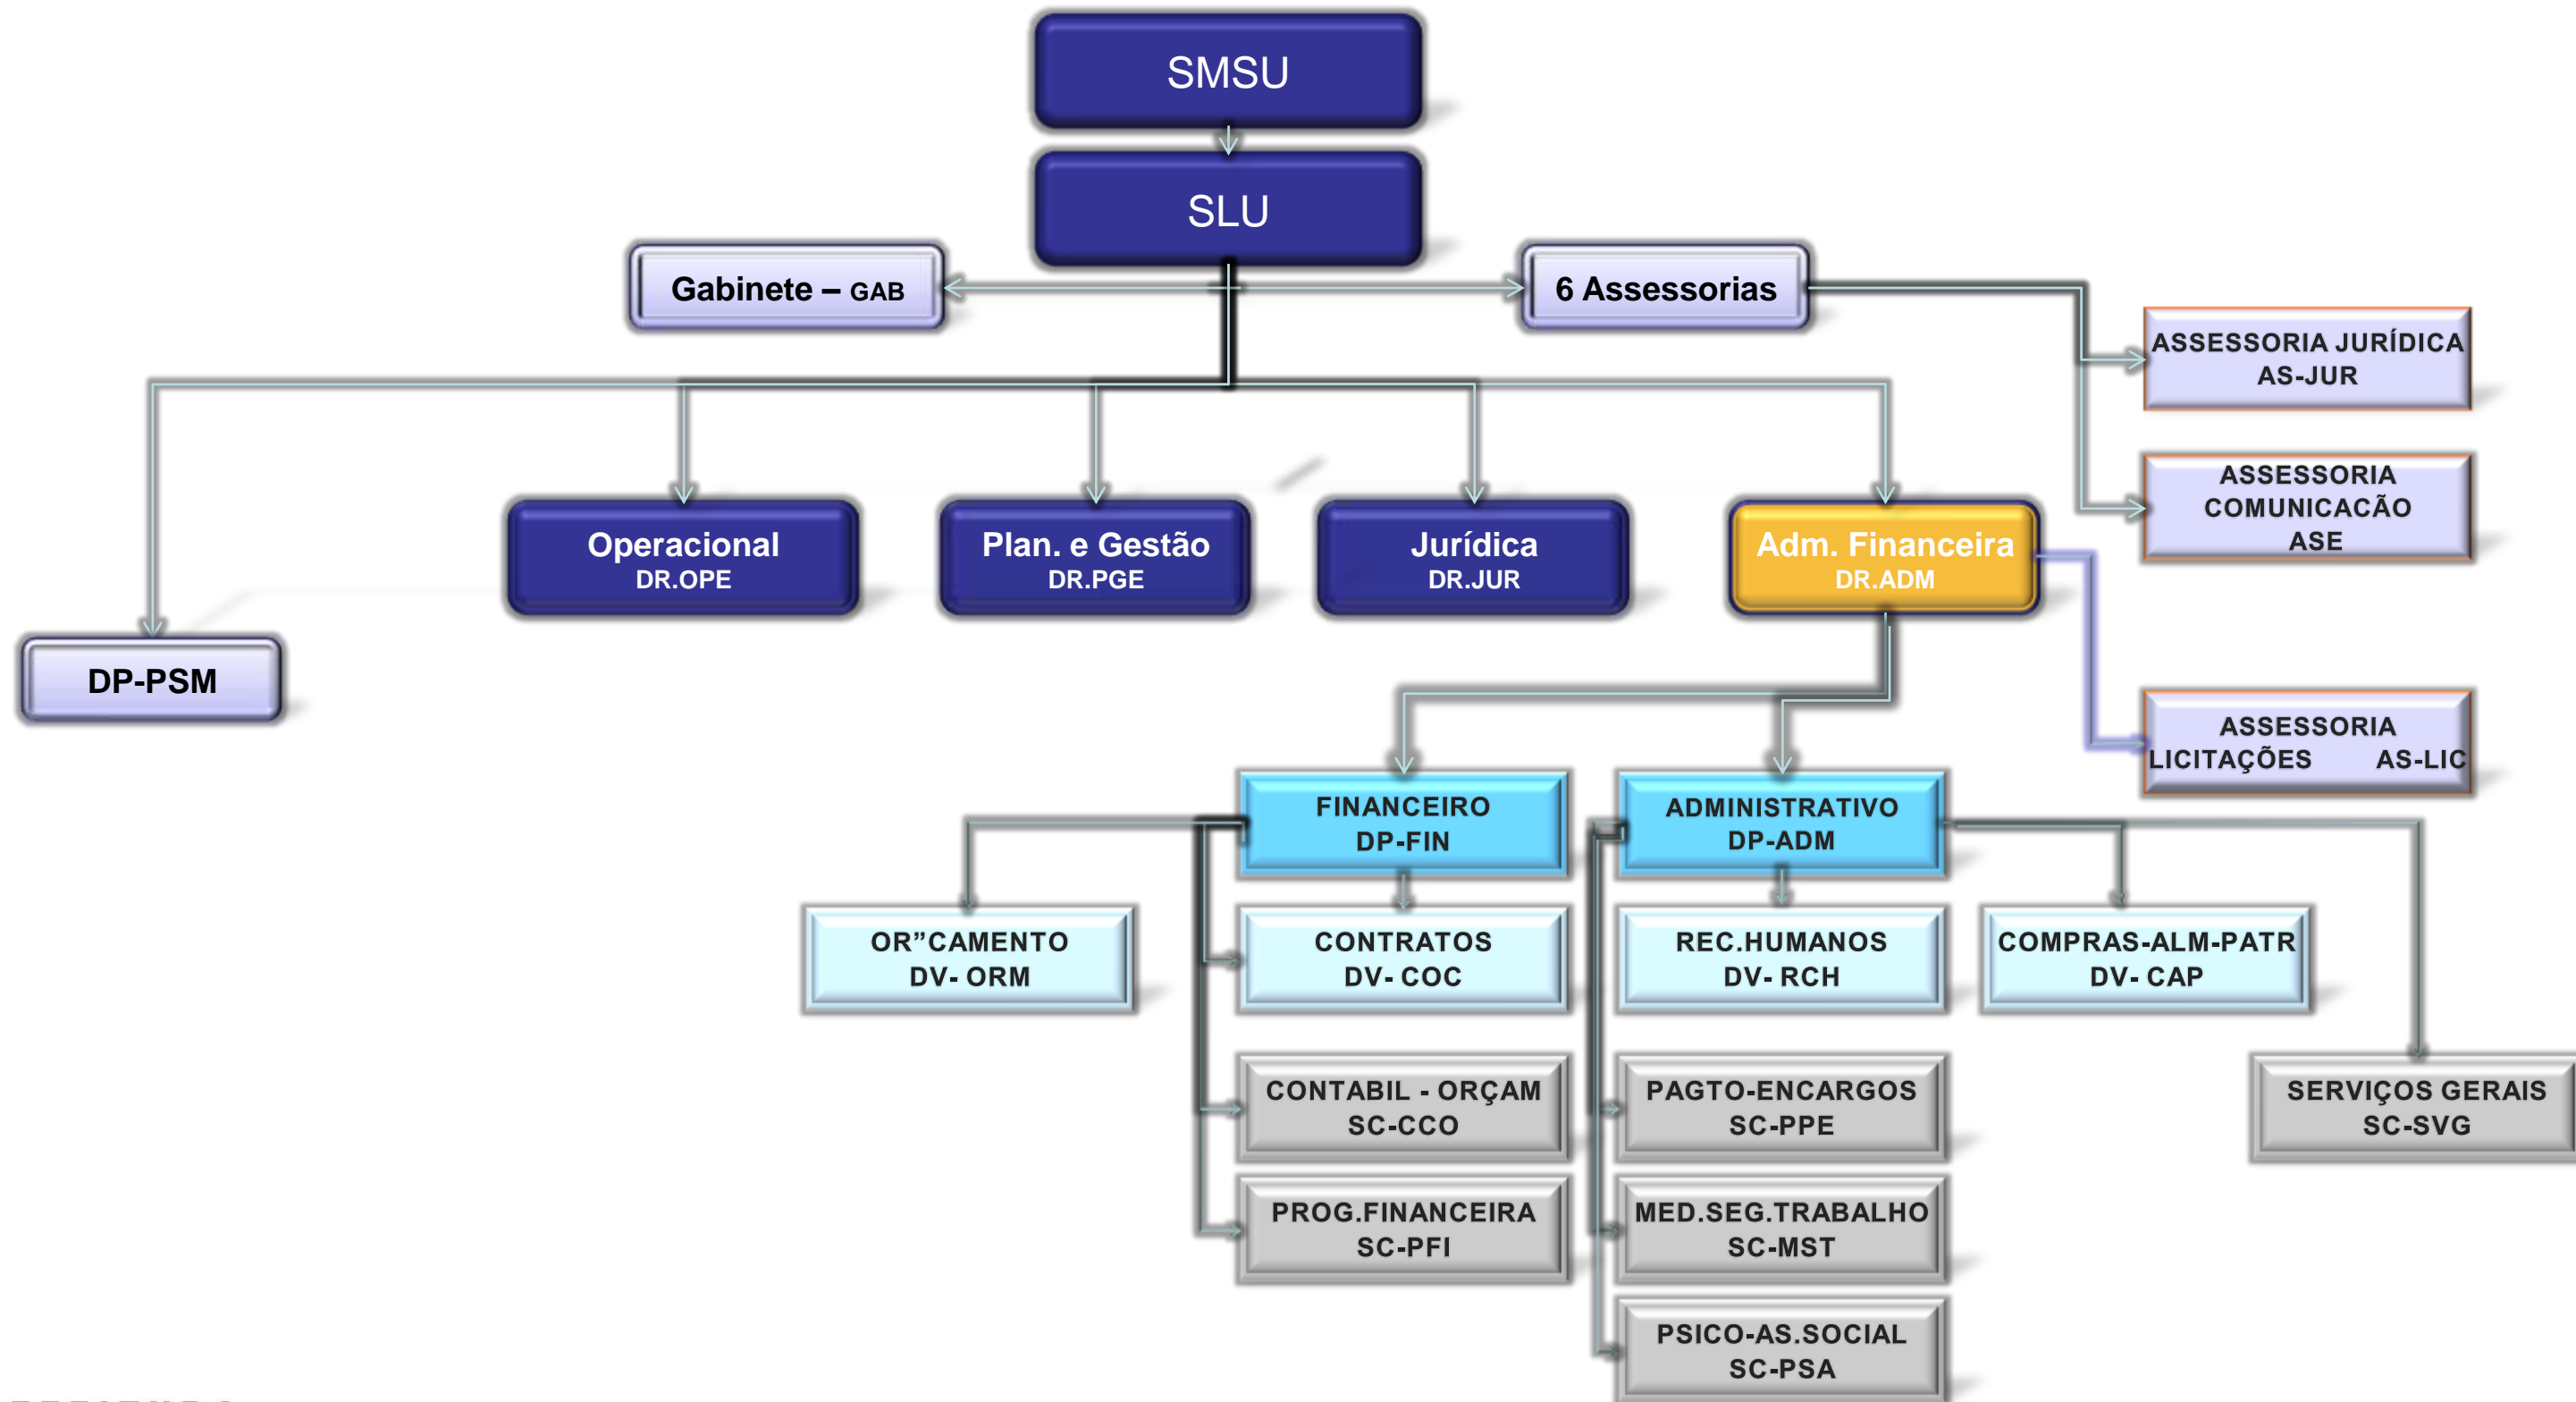 SMSU
SLU
Gabinete – GAB
6 Assessorias
ASSESSORIA JURÍDICA
AS-JUR
ASSESSORIA
COMUNICACÃO
ASE
Operacional
DR.OPE
Plan. e Gestão
DR.PGE
Jurídica
DR.JUR
Adm. Financeira
DR.ADM
DP-PSM
ASSESSORIA
LICITAÇÕES AS-LIC
FINANCEIRO
DP-FIN
ADMINISTRATIVO
DP-ADM
OR”CAMENTO
DV- ORM
CONTRATOS
DV- COC
REC.HUMANOS
DV- RCH
COMPRAS-ALM-PATR
DV- CAP
CONTABIL - ORÇAM
SC-CCO
PAGTO-ENCARGOS
SC-PPE
SERVIÇOS GERAIS
SC-SVG
PROG.FINANCEIRA
SC-PFI
MED.SEG.TRABALHO
SC-MST
PSICO-AS.SOCIAL
SC-PSA